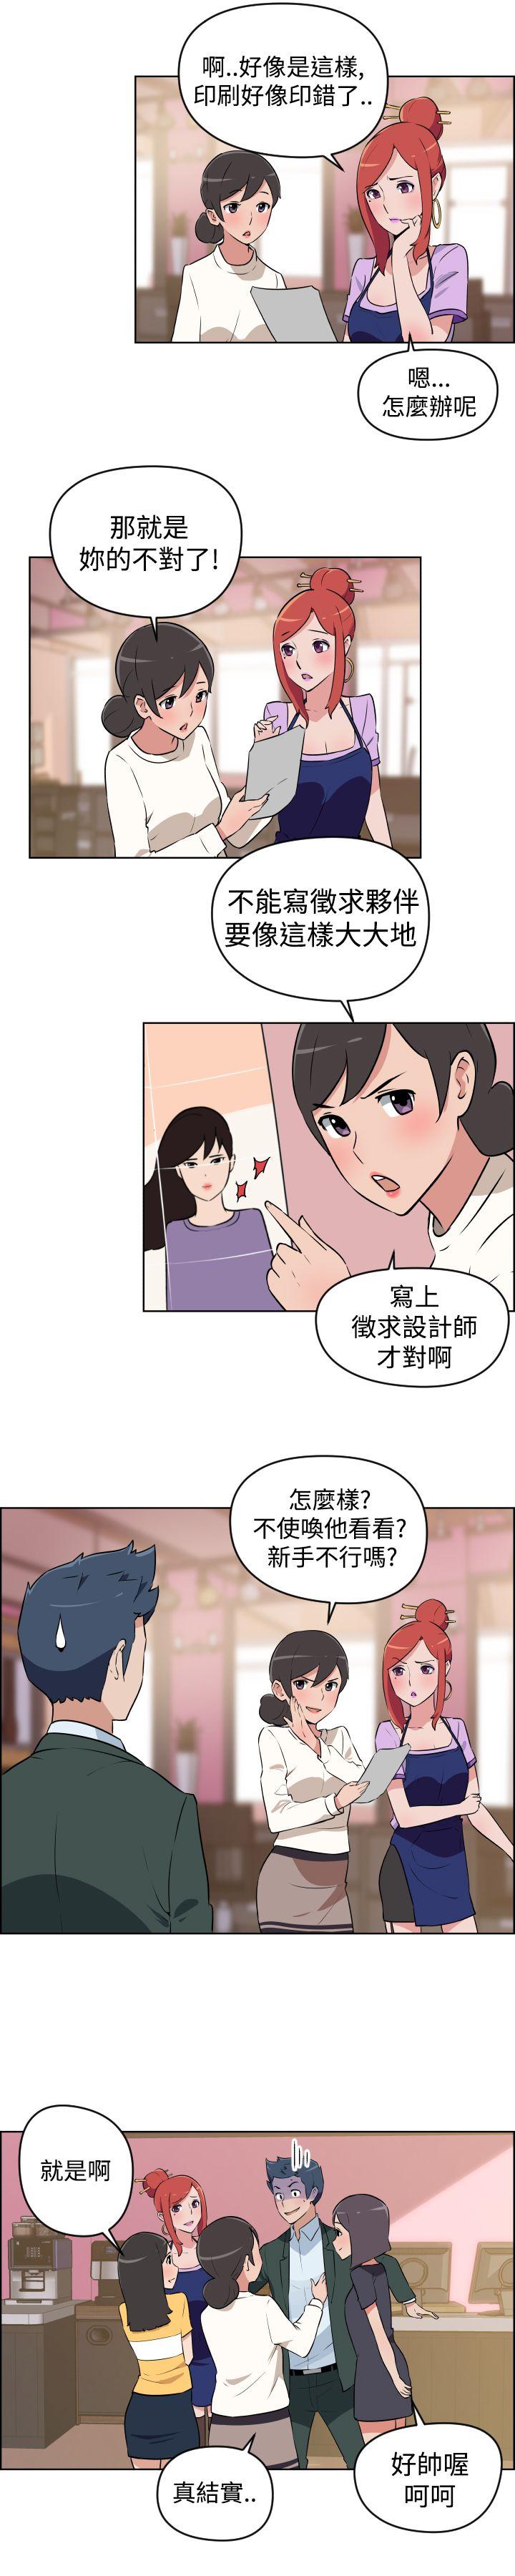 啊..好像是這樣,
印刷好像印錯了..
嗯...
怎麼辦呢
那就是
妳的不對了!
不能寫徵求夥伴
要像這樣大大地
寫上
徵求設計師
才對啊
怎麼樣?
不使喚他看看?
新手不行嗎?
就是啊
好帥喔
呵呵
真結實..